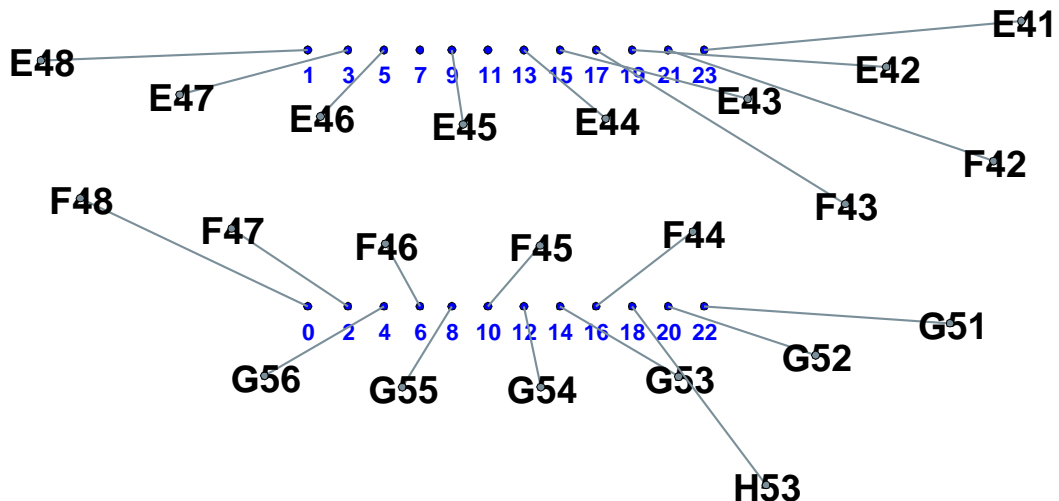 E41
E48 E42
1 3 5 7 9 11 13 15 17 19 21 23
E47 E46 E45 E44 E43
F42
F48 F47 F46 F45 F44 F43
0 2 4 6 8 10 12 14 16 18 20 22
G51
G56 G55 G54 G53 G52
H53